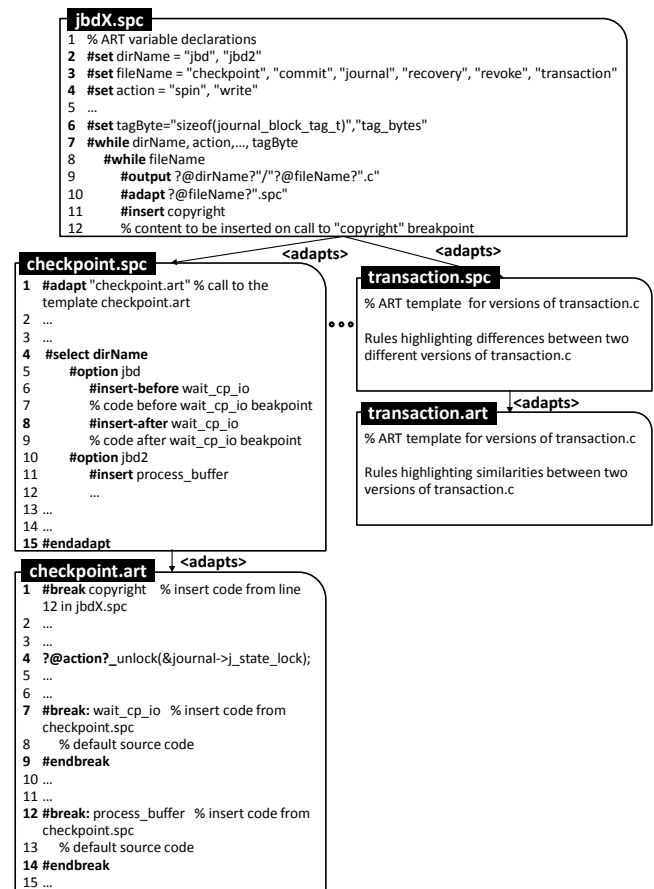 jbdX.spc
1 % ART variable declarations
2 #set dirName = "jbd", "jbd2"
3 #set fileName = "checkpoint", "commit", "journal", "recovery", "revoke", "transaction"
4 #set action = "spin", "write"
5 …
6 #set tagByte="sizeof(journal_block_tag_t)","tag_bytes"
7 #while dirName, action,…, tagByte
8 #while fileName
9 #output ?@dirName?"/"?@fileName?".c"
10 #adapt ?@fileName?".spc"
11 #insert copyright
12 % content to be inserted on call to "copyright" breakpoint
<adapts>
<adapts>
checkpoint.spc
1 #adapt "checkpoint.art" % call to the
template checkpoint.art
2 …
3 …
4 #select dirName
5 #option jbd
6 #insert-before wait_cp_io
7 % code before wait_cp_io beakpoint
8 #insert-after wait_cp_io
9 % code after wait_cp_io beakpoint
10 #option jbd2
11 #insert process_buffer
12 …
13 …
14 …
15 #endadapt
transaction.spc
% ART template for versions of transaction.c
Rules highlighting differences between two
different versions of transaction.c
<adapts>
transaction.art
% ART template for versions of transaction.c
Rules highlighting similarities between two
versions of transaction.c
<adapts>
checkpoint.art
1 #break copyright % insert code from line
12 in jbdX.spc
2 …
3 …
4 ?@action?_unlock(&journal->j_state_lock);
5 …
6 …
7 #break: wait_cp_io % insert code from
checkpoint.spc
8 % default source code
9 #endbreak
10 …
11 …
12 #break: process_buffer % insert code from
checkpoint.spc
13 % default source code
14 #endbreak
15 …